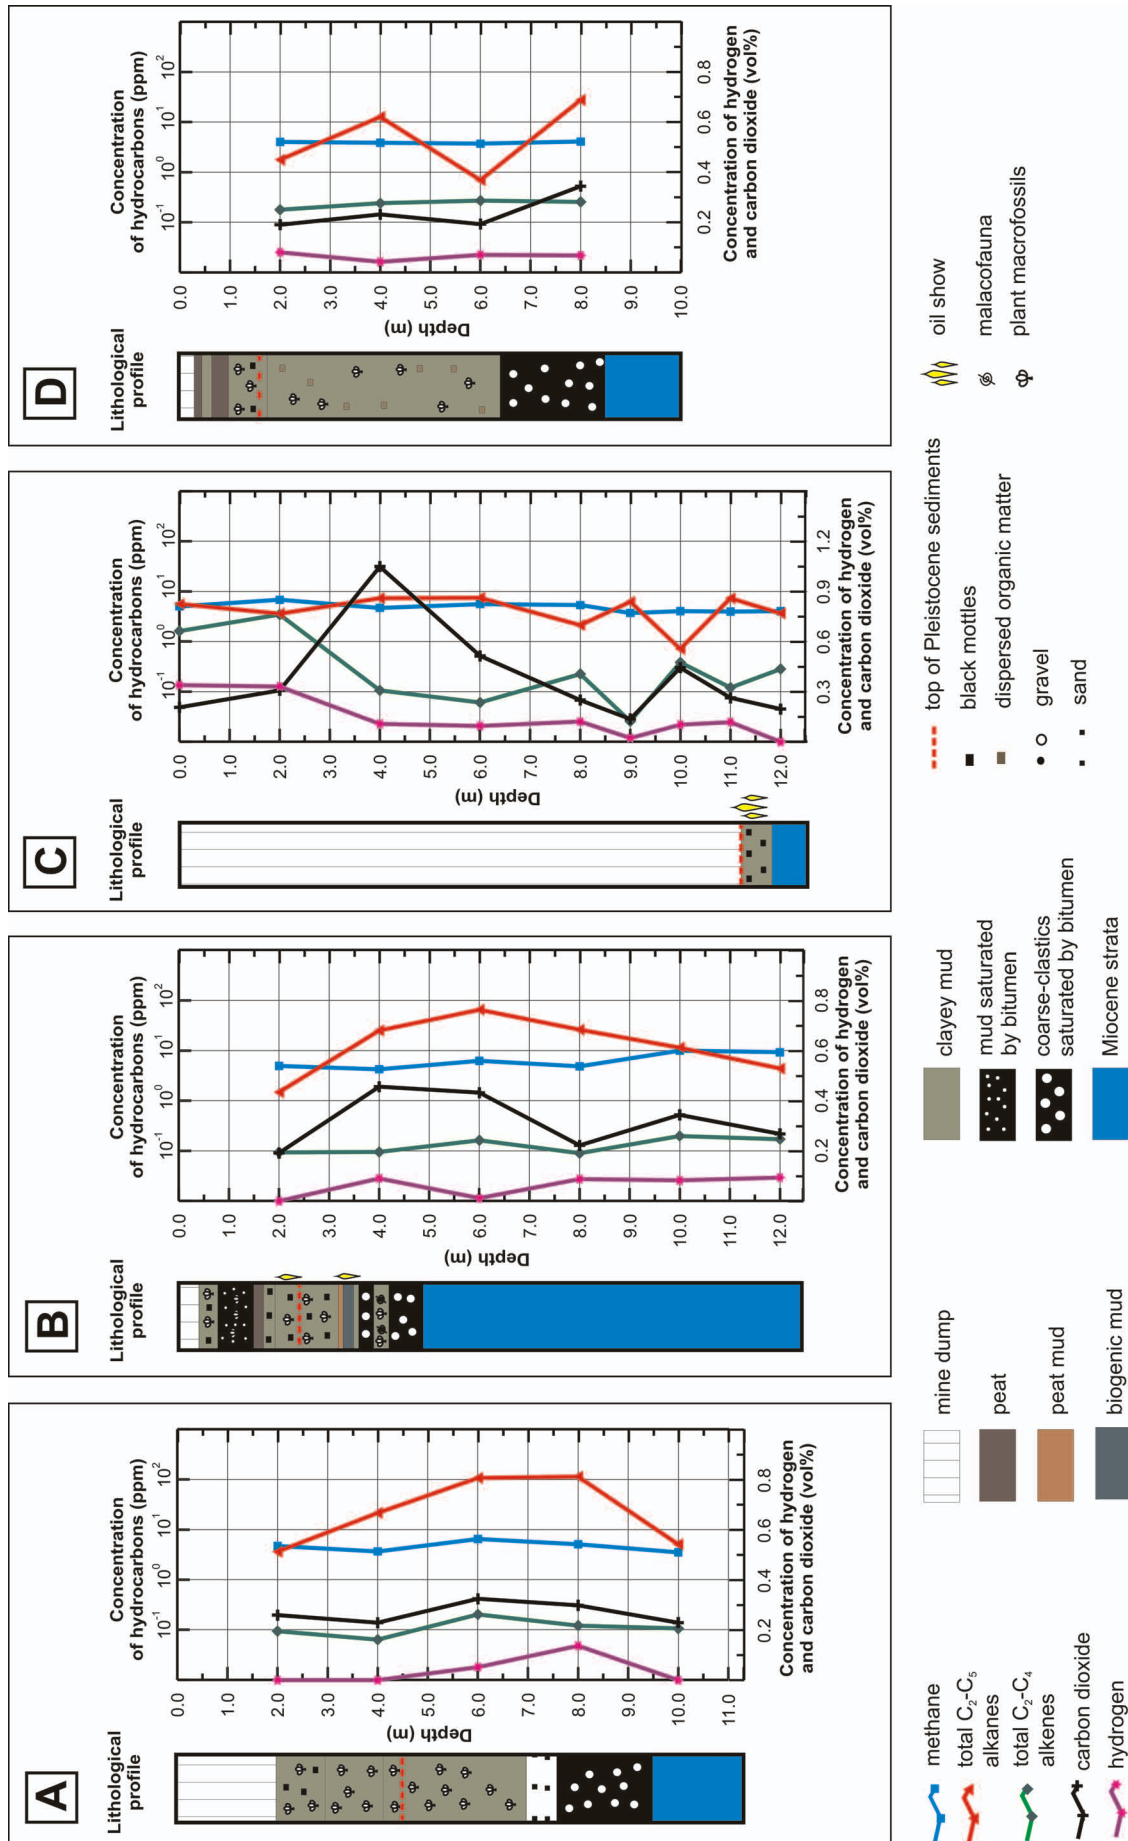 A
Lithological
profile
Concentration
of hydrocarbons (ppm)
10⁻¹ 10⁰ 10¹ 10²
0.0
1.0
2.0
3.0
4.0
5.0
6.0
7.0
8.0
9.0
10.0
11.0
Depth (m)
0.2 0.4 0.6 0.8
Concentration of hydrogen
and carbon dioxide (vol%)
B
Lithological
profile
Concentration
of hydrocarbons (ppm)
10⁻¹ 10⁰ 10¹ 10²
0.0
1.0
2.0
3.0
4.0
5.0
6.0
7.0
8.0
9.0
10.0
11.0
12.0
Depth (m)
0.2 0.4 0.6 0.8
Concentration of hydrogen
and carbon dioxide (vol%)
C
Lithological
profile
Concentration
of hydrocarbons (ppm)
10⁻¹ 10⁰ 10¹ 10²
0.0
1.0
2.0
3.0
4.0
5.0
6.0
7.0
8.0
9.0
10.0
11.0
12.0
Depth (m)
0.3 0.6 0.9 1.2
Concentration of hydrogen
and carbon dioxide (vol%)
D
Lithological
profile
Concentration
of hydrocarbons (ppm)
10⁻¹ 10⁰ 10¹ 10²
0.0
1.0
2.0
3.0
4.0
5.0
6.0
7.0
8.0
9.0
10.0
Depth (m)
0.2 0.4 0.6 0.8
Concentration of hydrogen
and carbon dioxide (vol%)
methane
total C₂-C₅
alkanes
total C₂-C₄
alkenes
carbon dioxide
hydrogen
mine dump
peat
peat mud
biogenic mud
clayey mud
mud saturated
by bitumen
coarse-clastics
saturated by bitumen
Miocene strata
top of Pleistocene sediments
black mottles
dispersed organic matter
gravel
sand
oil show
malacofauna
plant macrofossils